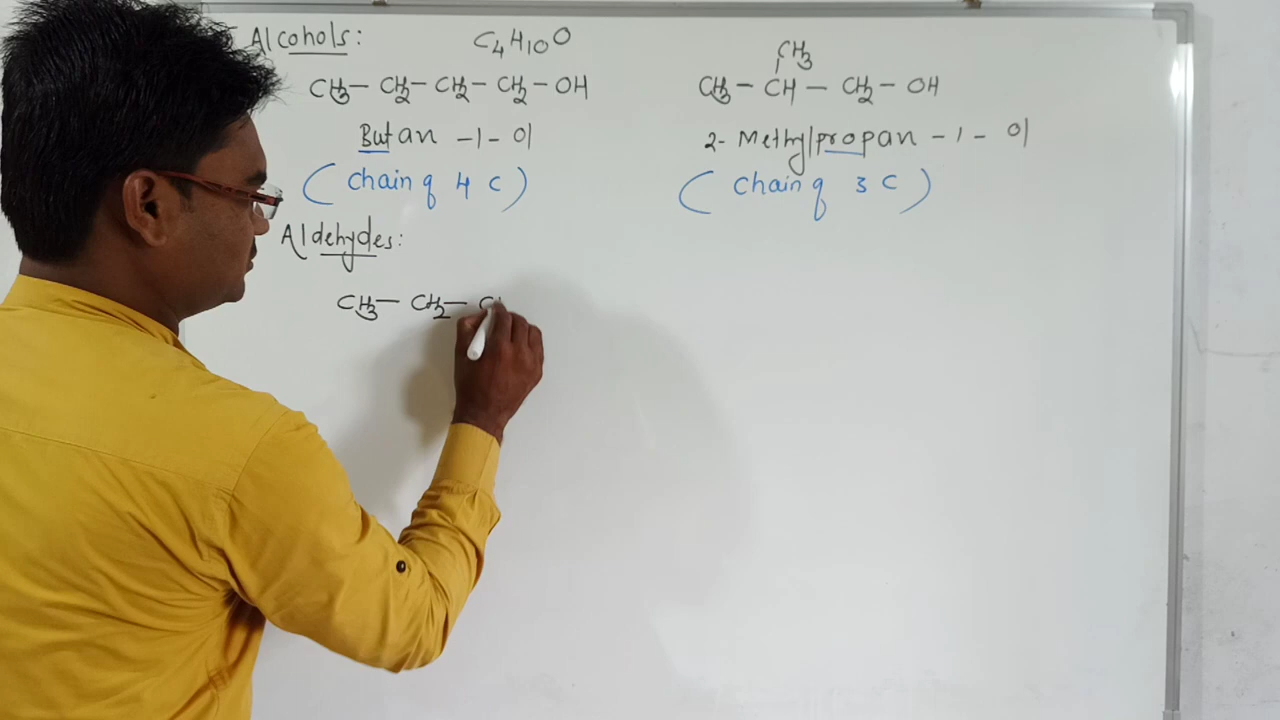 Alcohols: C₄H₁₀O
CH₃
CH₃ — CH₂ — CH₂ — CH₂ — OH CH₃ — CH — CH₂ — OH
Butan -1- ol 2- Methylpropan -1- ol
(chain of 4 C) (chain of 3 C)
Aldehydes:
CH₃ — CH₂ —